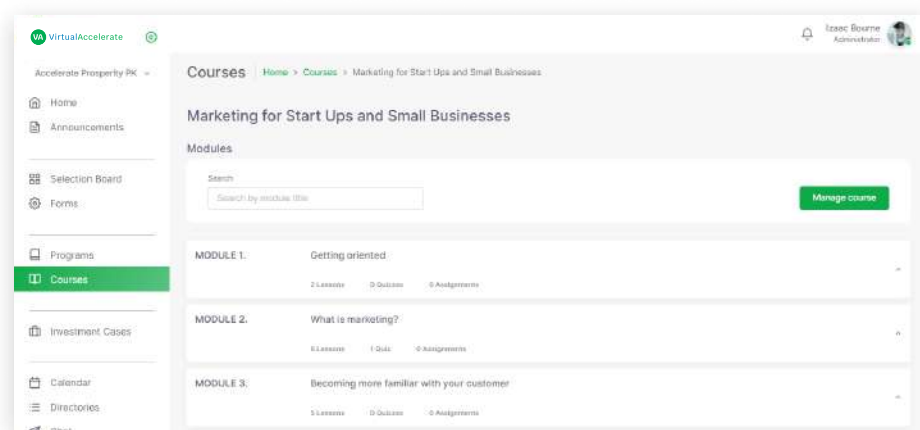 VA VirtualAccelerate
Izaac Bourne
Administrator
Accelerate Prosperity PK
Courses Home > Courses > Marketing for Start Ups and Small Businesses
Home
Announcements
Marketing for Start Ups and Small Businesses
Modules
Selection Board
Forms
Search
Search by module title
Manage course
Programs
Courses
Investment Cases
Calendar
Directories
Chat
MODULE 1. Getting oriented
2 Lessons 0 Quizzes 0 Assignments
MODULE 2. What is marketing?
6 Lessons 1 Quiz 0 Assignments
MODULE 3. Becoming more familiar with your customer
5 Lessons 0 Quizzes 0 Assignments